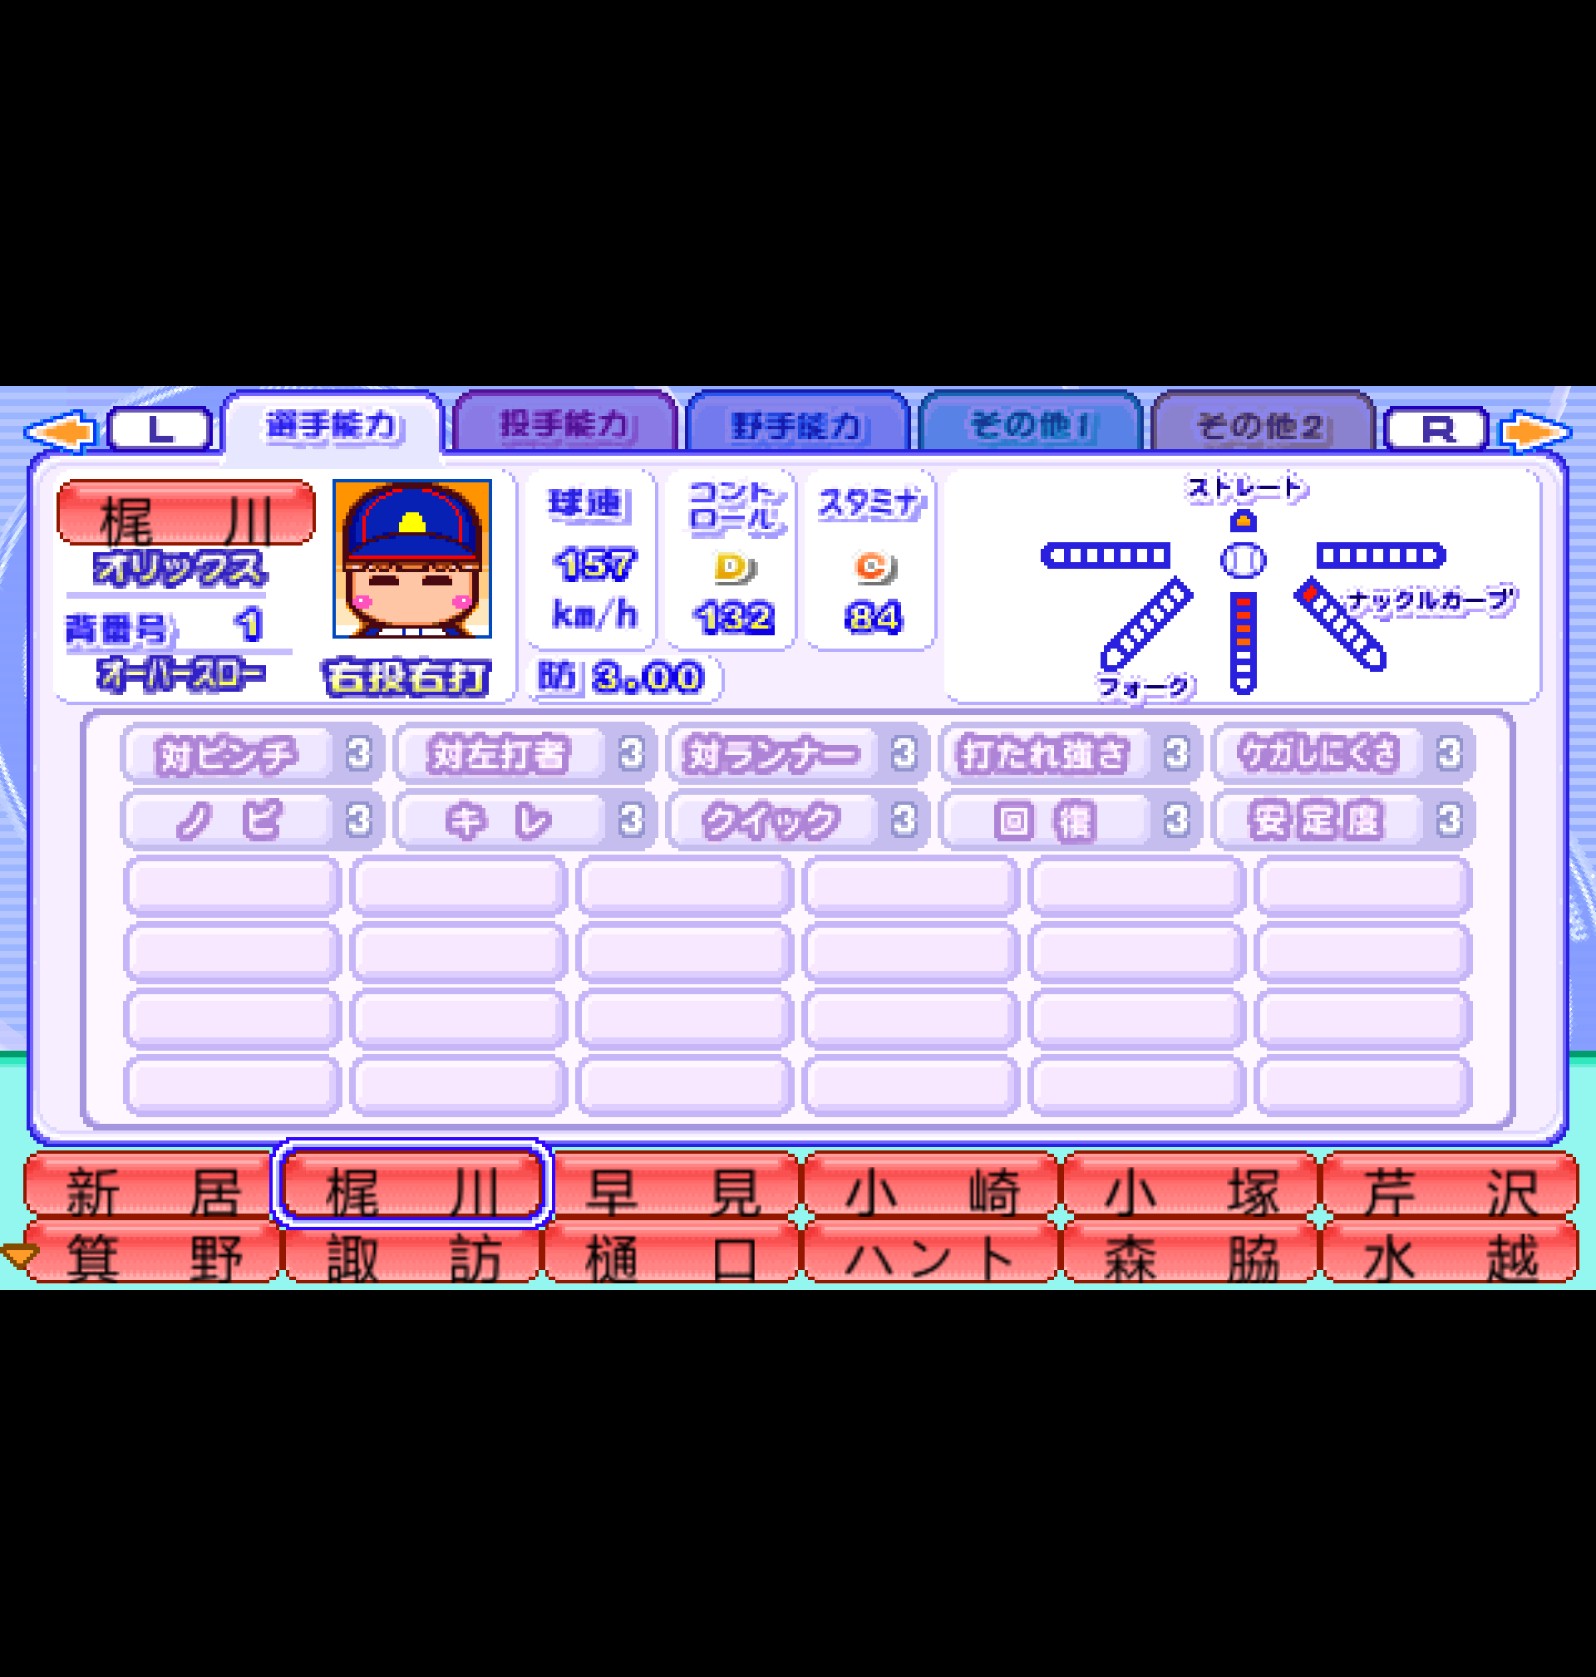 L 選手能力 投手能力 野手能力 その他1 その他2 R
梶川
オリックス
背番号 1
オーバースロー 右投右打
球速 157 km/h
コントロール D 132
スタミナ C 84
防 3.00
ストレート
ナックルカーブ
フォーク
対ピンチ 3 対左打者 3 対ランナー 3 打たれ強さ 3 ケガしにくさ 3
ノビ 3 キレ 3 クイック 3 回復 3 安定度 3
新居 梶川 早見 小崎 小塚 芹沢
箕野 諏訪 樋口 ハント 森脇 水越